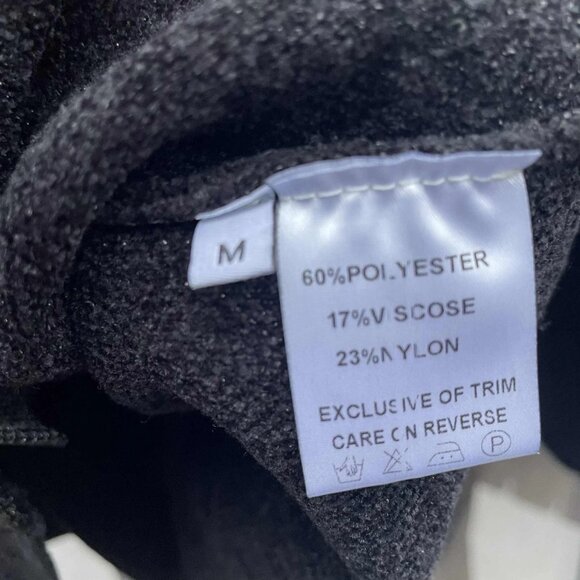 M
60%POLYESTER
17%VISCOSE
23%NYLON
EXCLUSIVE OF TRIM
CARE ON REVERSE
P